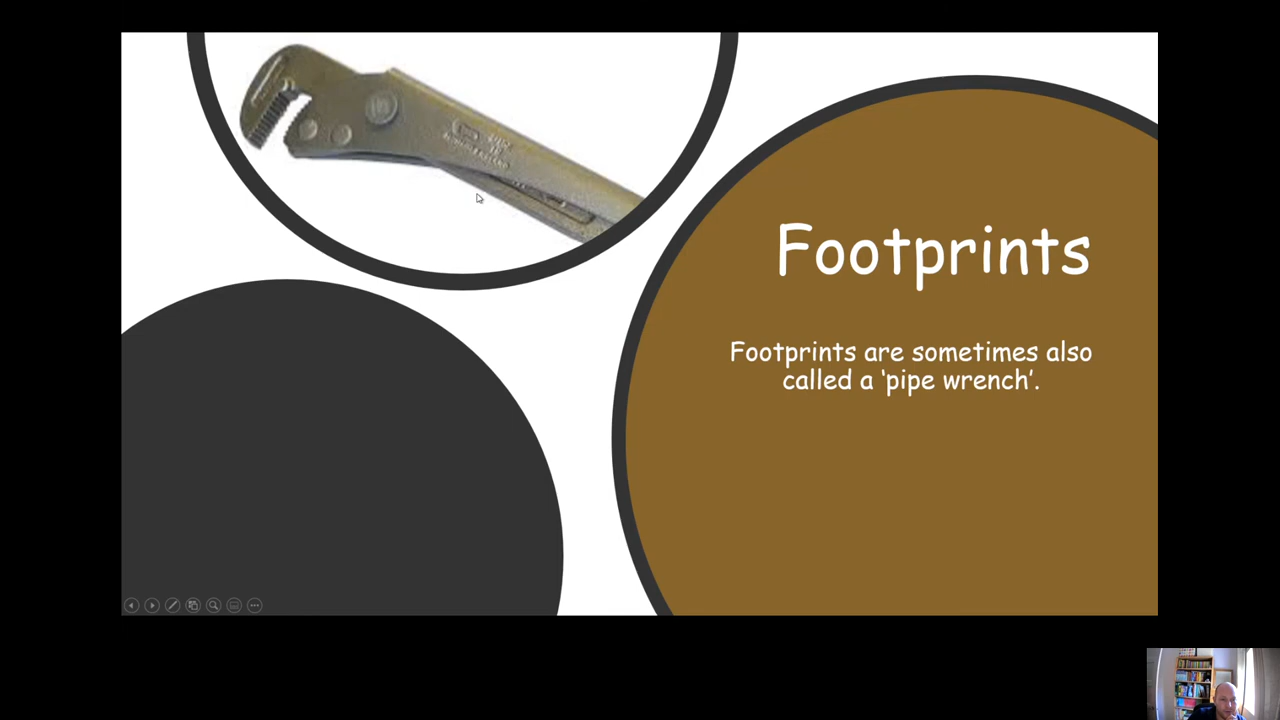 Footprints
Footprints are sometimes also
called a ‘pipe wrench’.